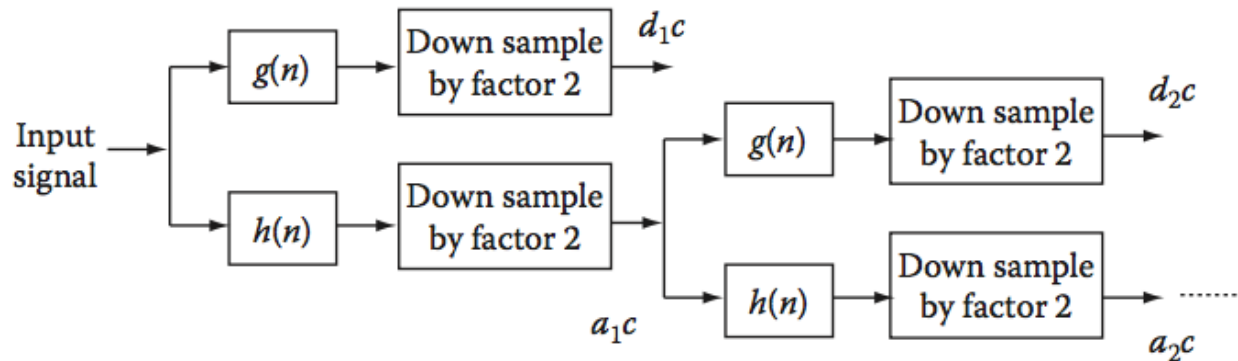 Input
signal
g(n)
Down sample
by factor 2
d₁c
h(n)
Down sample
by factor 2
a₁c
g(n)
Down sample
by factor 2
d₂c
h(n)
Down sample
by factor 2
a₂c